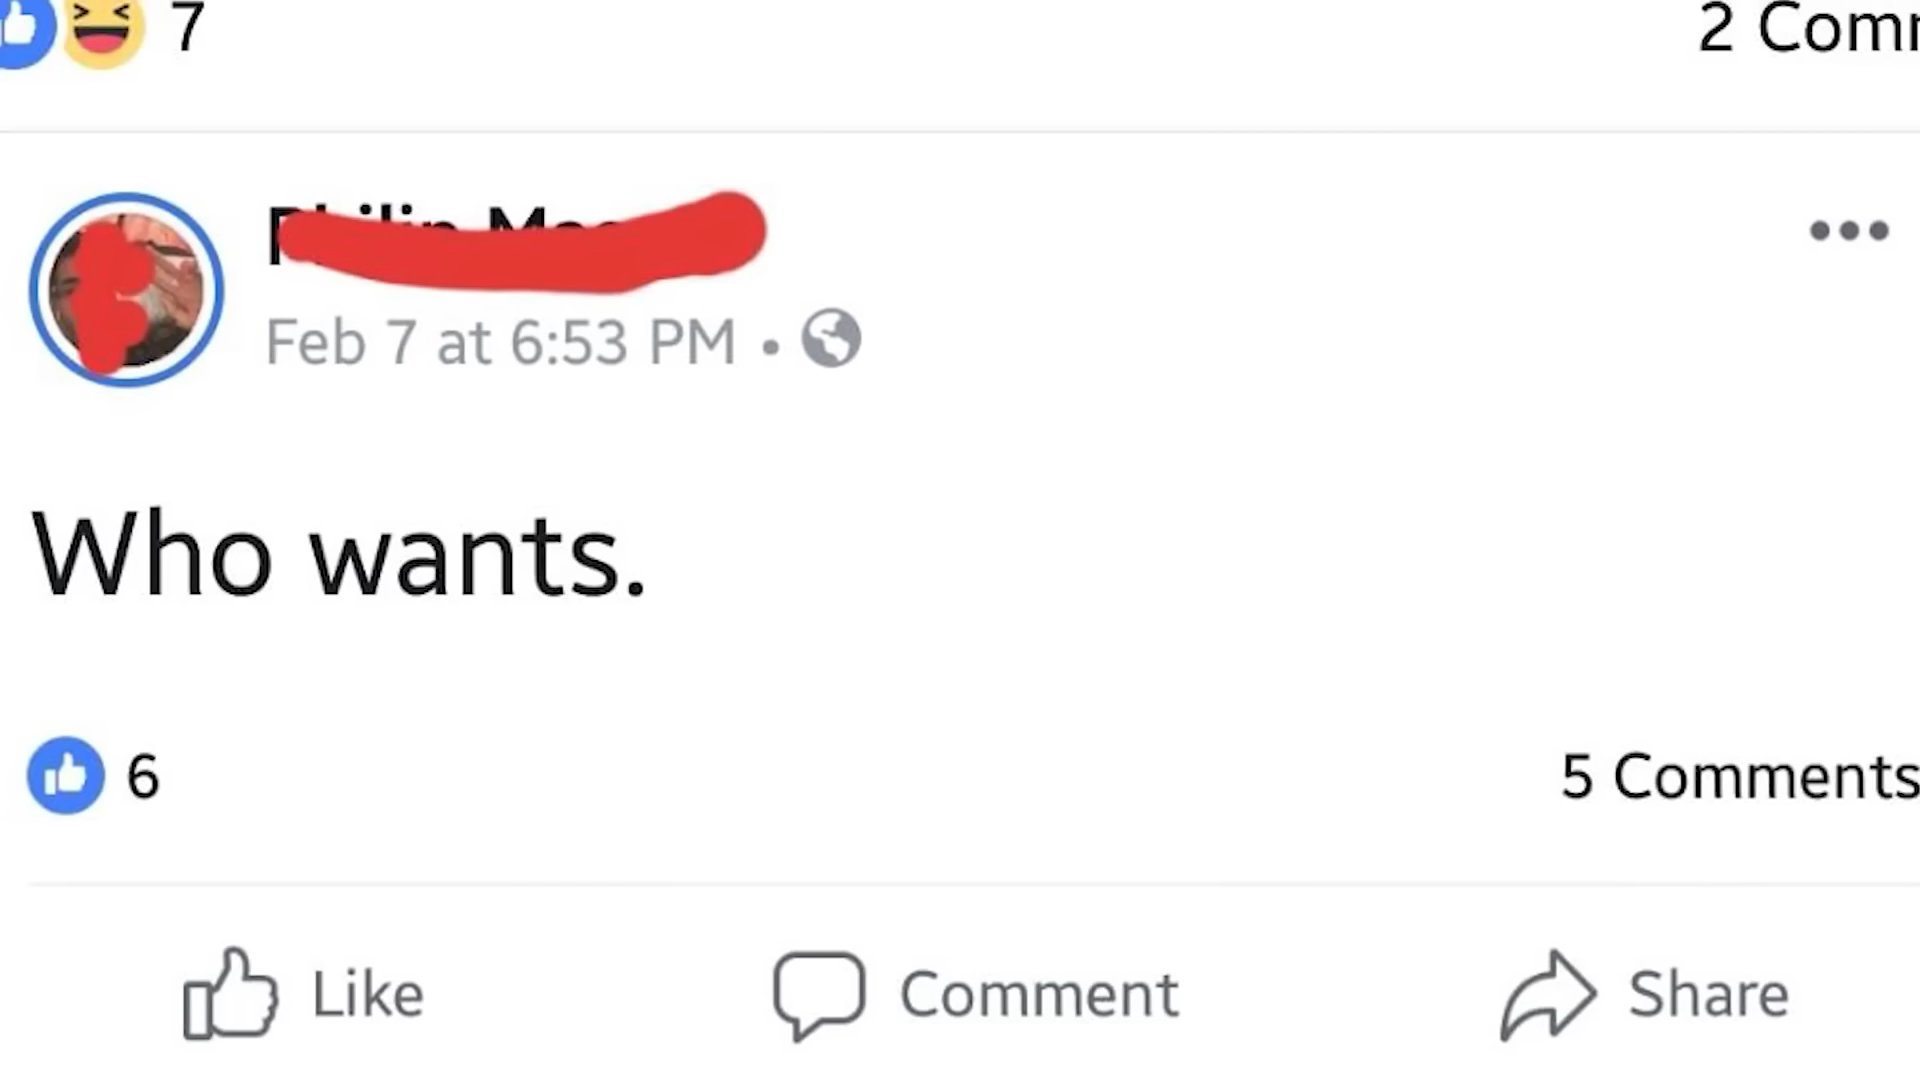 7
2 Com
Feb 7 at 6:53 PM
Who wants.
6
5 Comments
Like
Comment
Share